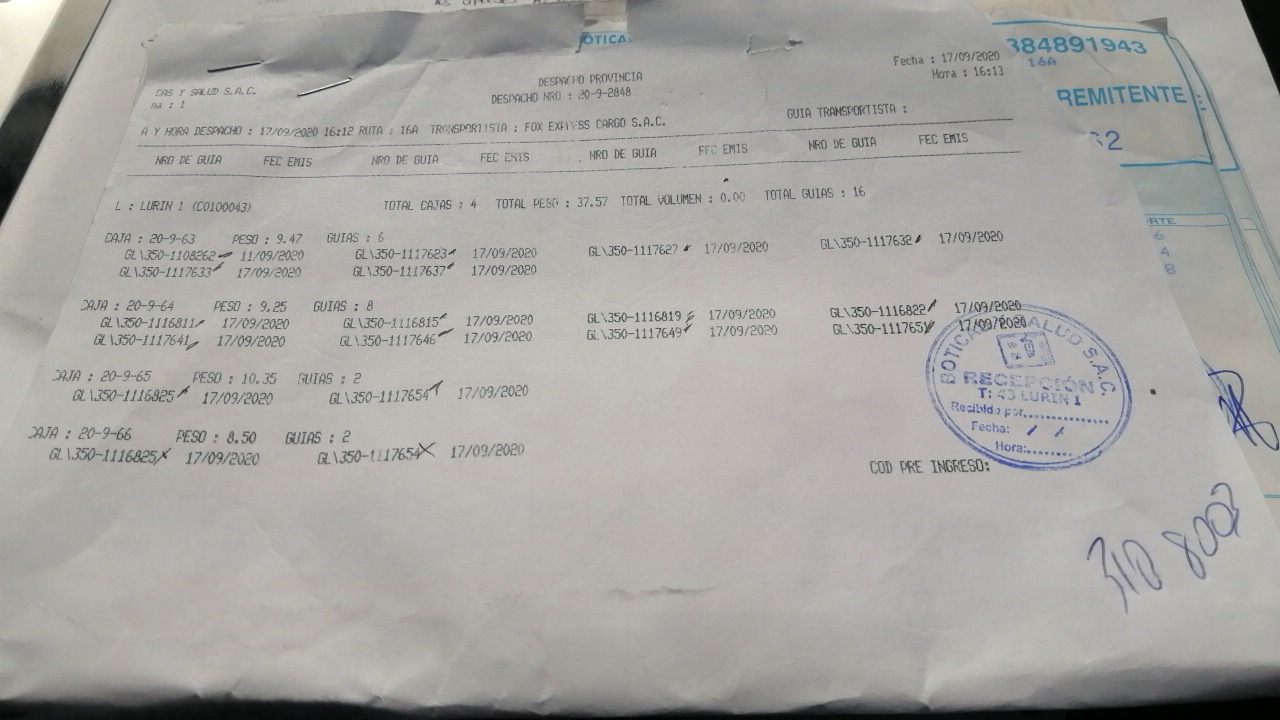 OTICA
384891943
16A
REMITENTE
RTE
6
4
8
Fecha : 17/09/2020
Hora : 16:13
CAS Y SALUD S.A.C.
na : 1
DESPACHO PROVINCIA
DESPACHO NRO : 20-9-2848
GUIA TRANSPORTISTA :
A Y HORA DESPACHO : 17/09/2020 16:12 RUTA : 16A TRANSPORTISTA : FOX EXPRESS CARGO S.A.C.
NRO DE GUIA FEC EMIS NRO DE GUIA FEC EMIS NRO DE GUIA FEC EMIS NRO DE GUIA FEC EMIS
L : LURIN 1 (C0100043) TOTAL CAJAS : 4 TOTAL PESO : 37.57 TOTAL VOLUMEN : 0.00 TOTAL GUIAS : 16
CAJA : 20-9-63 PESO : 9.47 GUIAS : 6
GL\350-1108262 11/09/2020 GL\350-1117623 17/09/2020 GL\350-1117627 17/09/2020 GL\350-1117632 17/09/2020
GL\350-1117633 17/09/2020 GL\350-1117637 17/09/2020
CAJA : 20-9-64 PESO : 9.25 GUIAS : 8
GL\350-1116811 17/09/2020 GL\350-1116815 17/09/2020 GL\350-1116819 17/09/2020 GL\350-1116822 17/09/2020
GL\350-1117641 17/09/2020 GL\350-1117646 17/09/2020 GL\350-1117649 17/09/2020 GL\350-1117651 17/09/2020
CAJA : 20-9-65 PESO : 10.35 GUIAS : 2
GL\350-1116825 17/09/2020 GL\350-1117654 17/09/2020
CAJA : 20-9-66 PESO : 8.50 GUIAS : 2
GL\350-1116825 17/09/2020 GL\350-1117654 17/09/2020
COD PRE INGRESO:
SALUD S.A.C.
RECEPCIÓN
T: 43 LURIN 1
Recibido por
Fecha: / /
Hora: